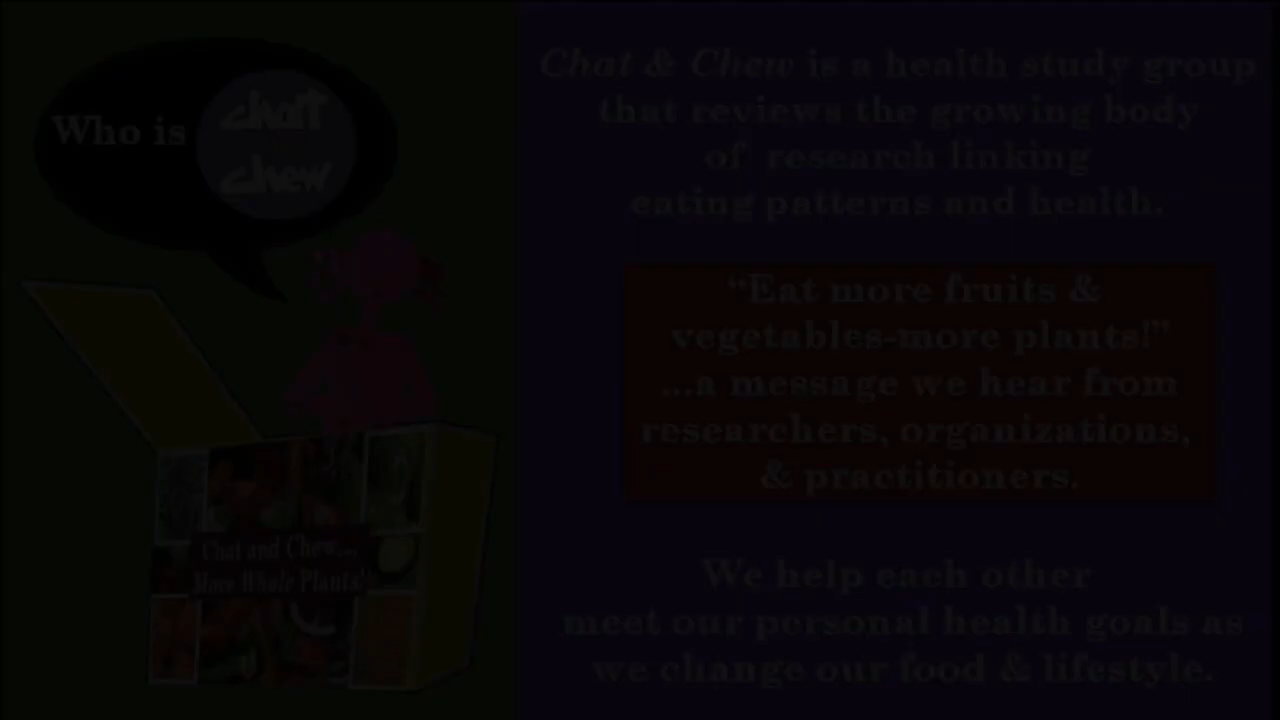 Who is
chat
chew
Chat & Chew is a health study group
that reviews the growing body
of research linking
eating patterns and health.
“Eat more fruits &
vegetables-more plants!”
...a message we hear from
researchers, organizations,
& practitioners.
Chat and Chew...
More Whole Plants!
We help each other
meet our personal health goals as
we change our food & lifestyle.